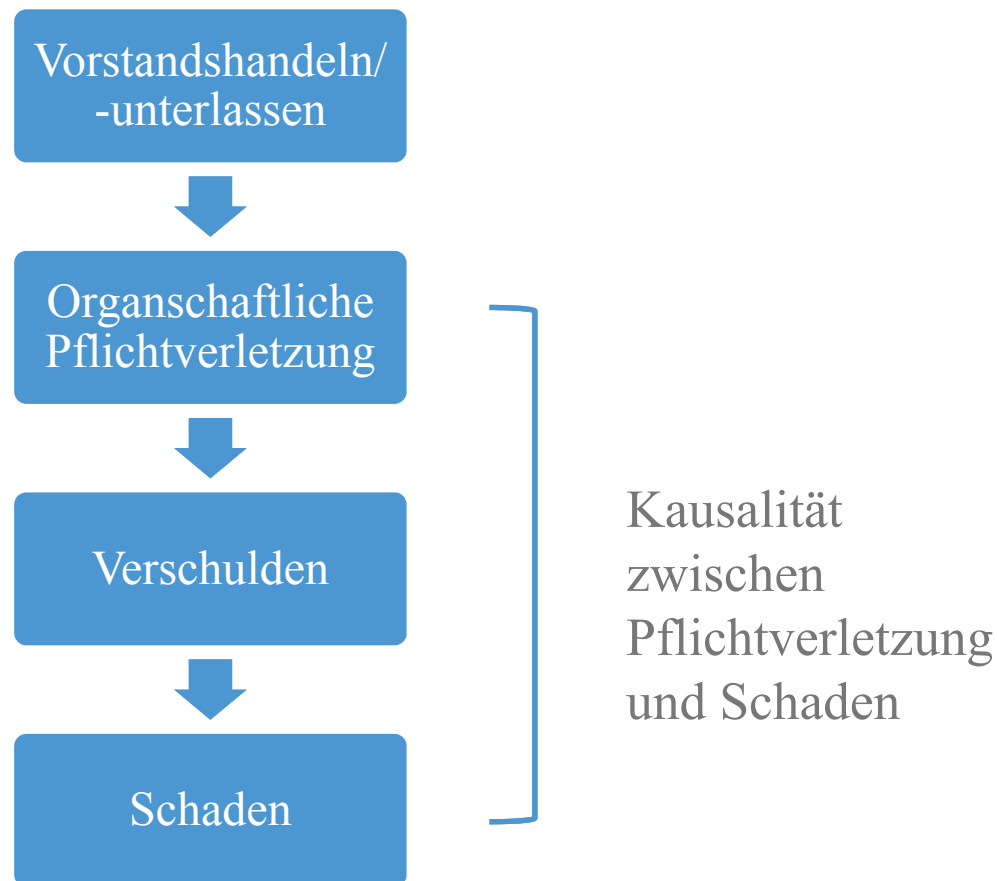 Vorstandshandeln/
-unterlassen
Organschaftliche
Pflichtverletzung
Verschulden
Schaden
Kausalität
zwischen
Pflichtverletzung
und Schaden